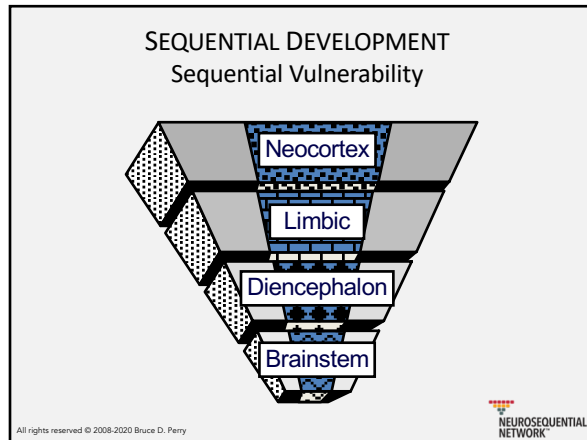 SEQUENTIAL DEVELOPMENT
Sequential Vulnerability
Neocortex
Limbic
Diencephalon
Brainstem
All rights reserved © 2008-2020 Bruce D. Perry
NEUROSEQUENTIAL
NETWORK™